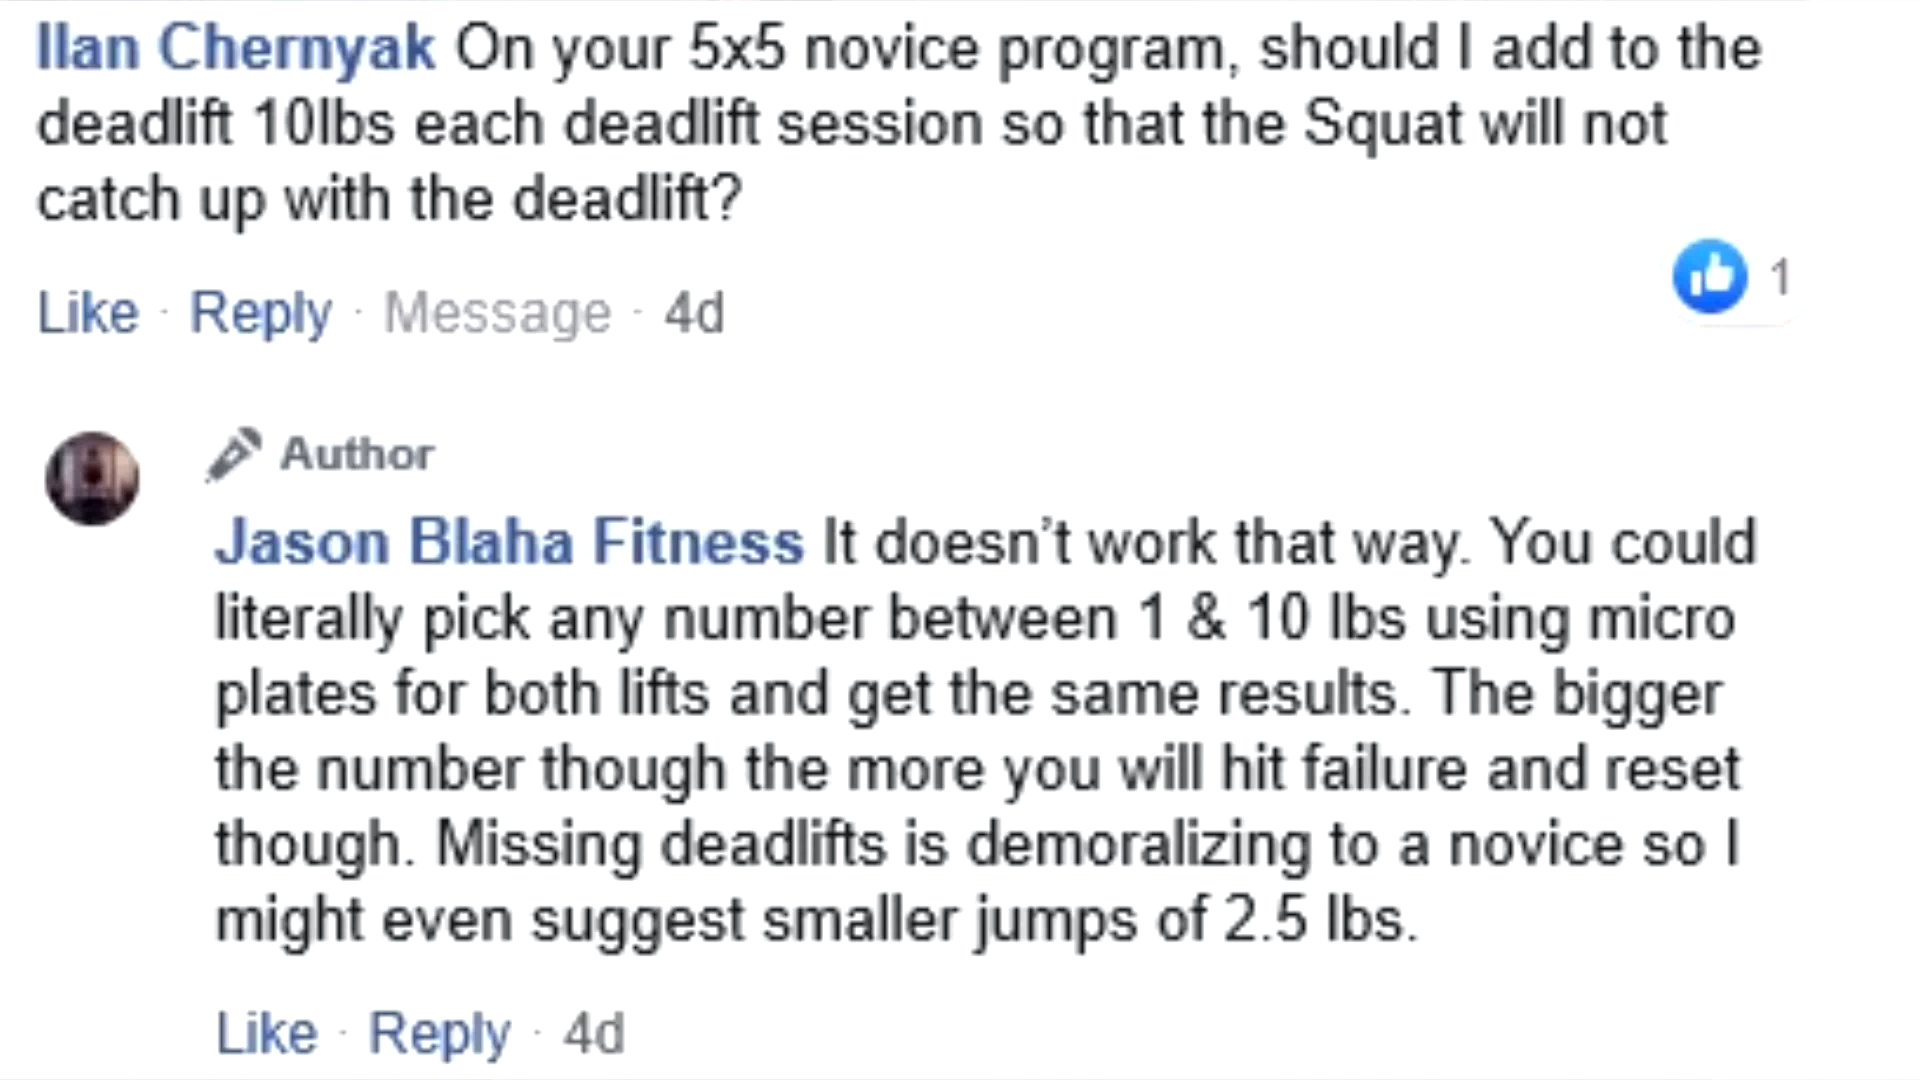 Ilan Chernyak On your 5x5 novice program, should I add to the
deadlift 10lbs each deadlift session so that the Squat will not
catch up with the deadlift?
1
Like · Reply · Message · 4d
Author
Jason Blaha Fitness It doesn’t work that way. You could
literally pick any number between 1 & 10 lbs using micro
plates for both lifts and get the same results. The bigger
the number though the more you will hit failure and reset
though. Missing deadlifts is demoralizing to a novice so I
might even suggest smaller jumps of 2.5 lbs.
Like · Reply · 4d